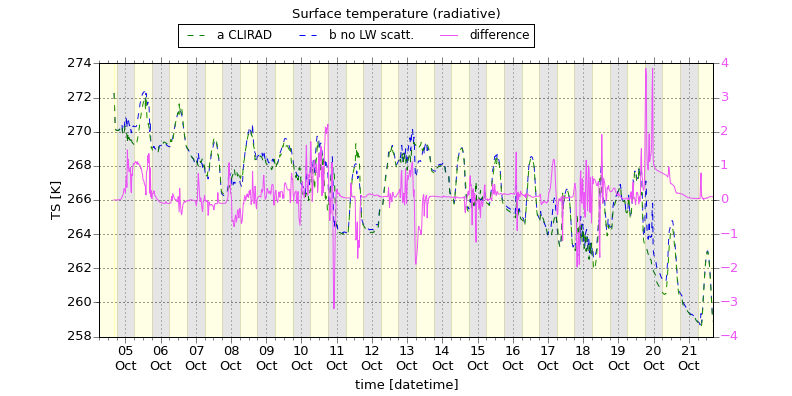 Surface temperature (radiative)
a CLIRAD b no LW scatt. difference
274 4
272 3
270 2
268 1
266 0
264 −1
262 −2
260 −3
258 −4
TS [K]
05 06 07 08 09 10 11 12 13 14 15 16 17 18 19 20 21
Oct Oct Oct Oct Oct Oct Oct Oct Oct Oct Oct Oct Oct Oct Oct Oct Oct
time [datetime]